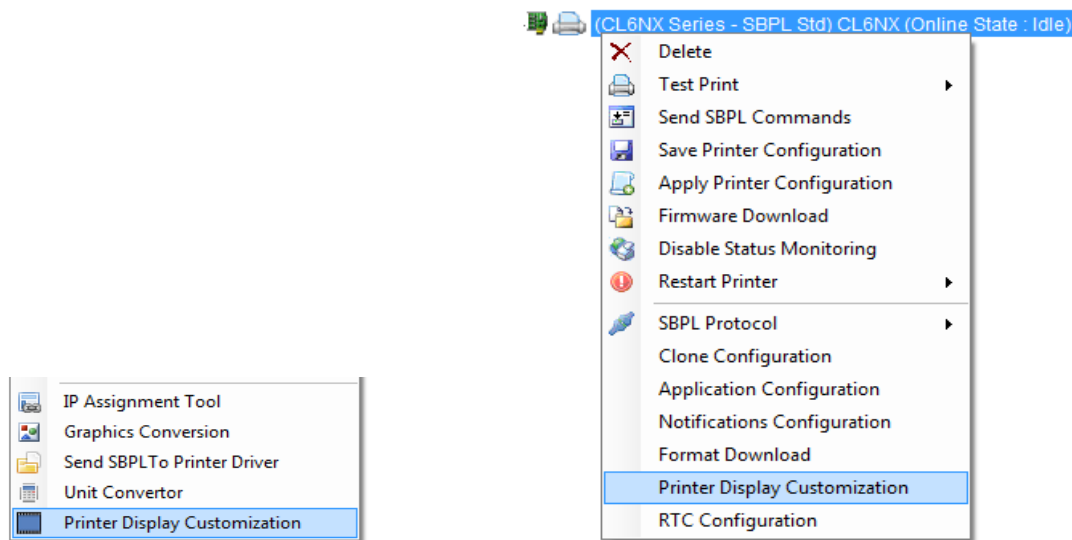 (CL6NX Series - SBPL Std) CL6NX (Online State : Idle)
Delete
Test Print
Send SBPL Commands
Save Printer Configuration
Apply Printer Configuration
Firmware Download
Disable Status Monitoring
Restart Printer
SBPL Protocol
Clone Configuration
Application Configuration
Notifications Configuration
Format Download
Printer Display Customization
RTC Configuration
IP Assignment Tool
Graphics Conversion
Send SBPLTo Printer Driver
Unit Convertor
Printer Display Customization